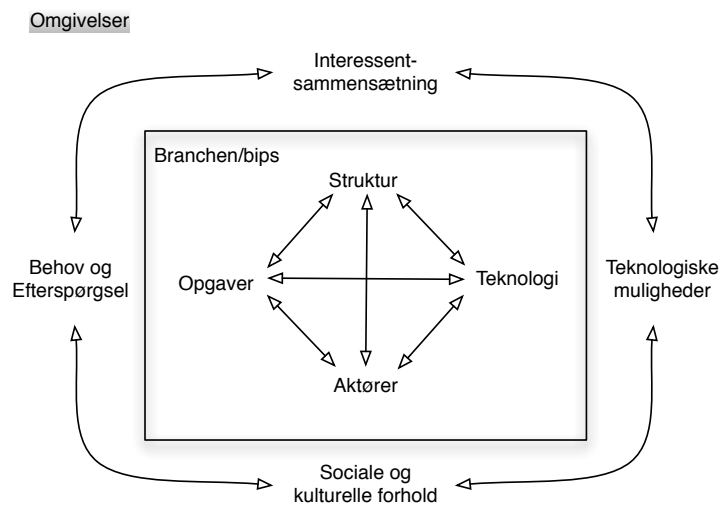 Omgivelser
Interessent-
sammensætning
Branchen/bips
Struktur
Behov og
Efterspørgsel
Opgaver
Teknologi
Teknologiske
muligheder
Aktører
Sociale og
kulturelle forhold